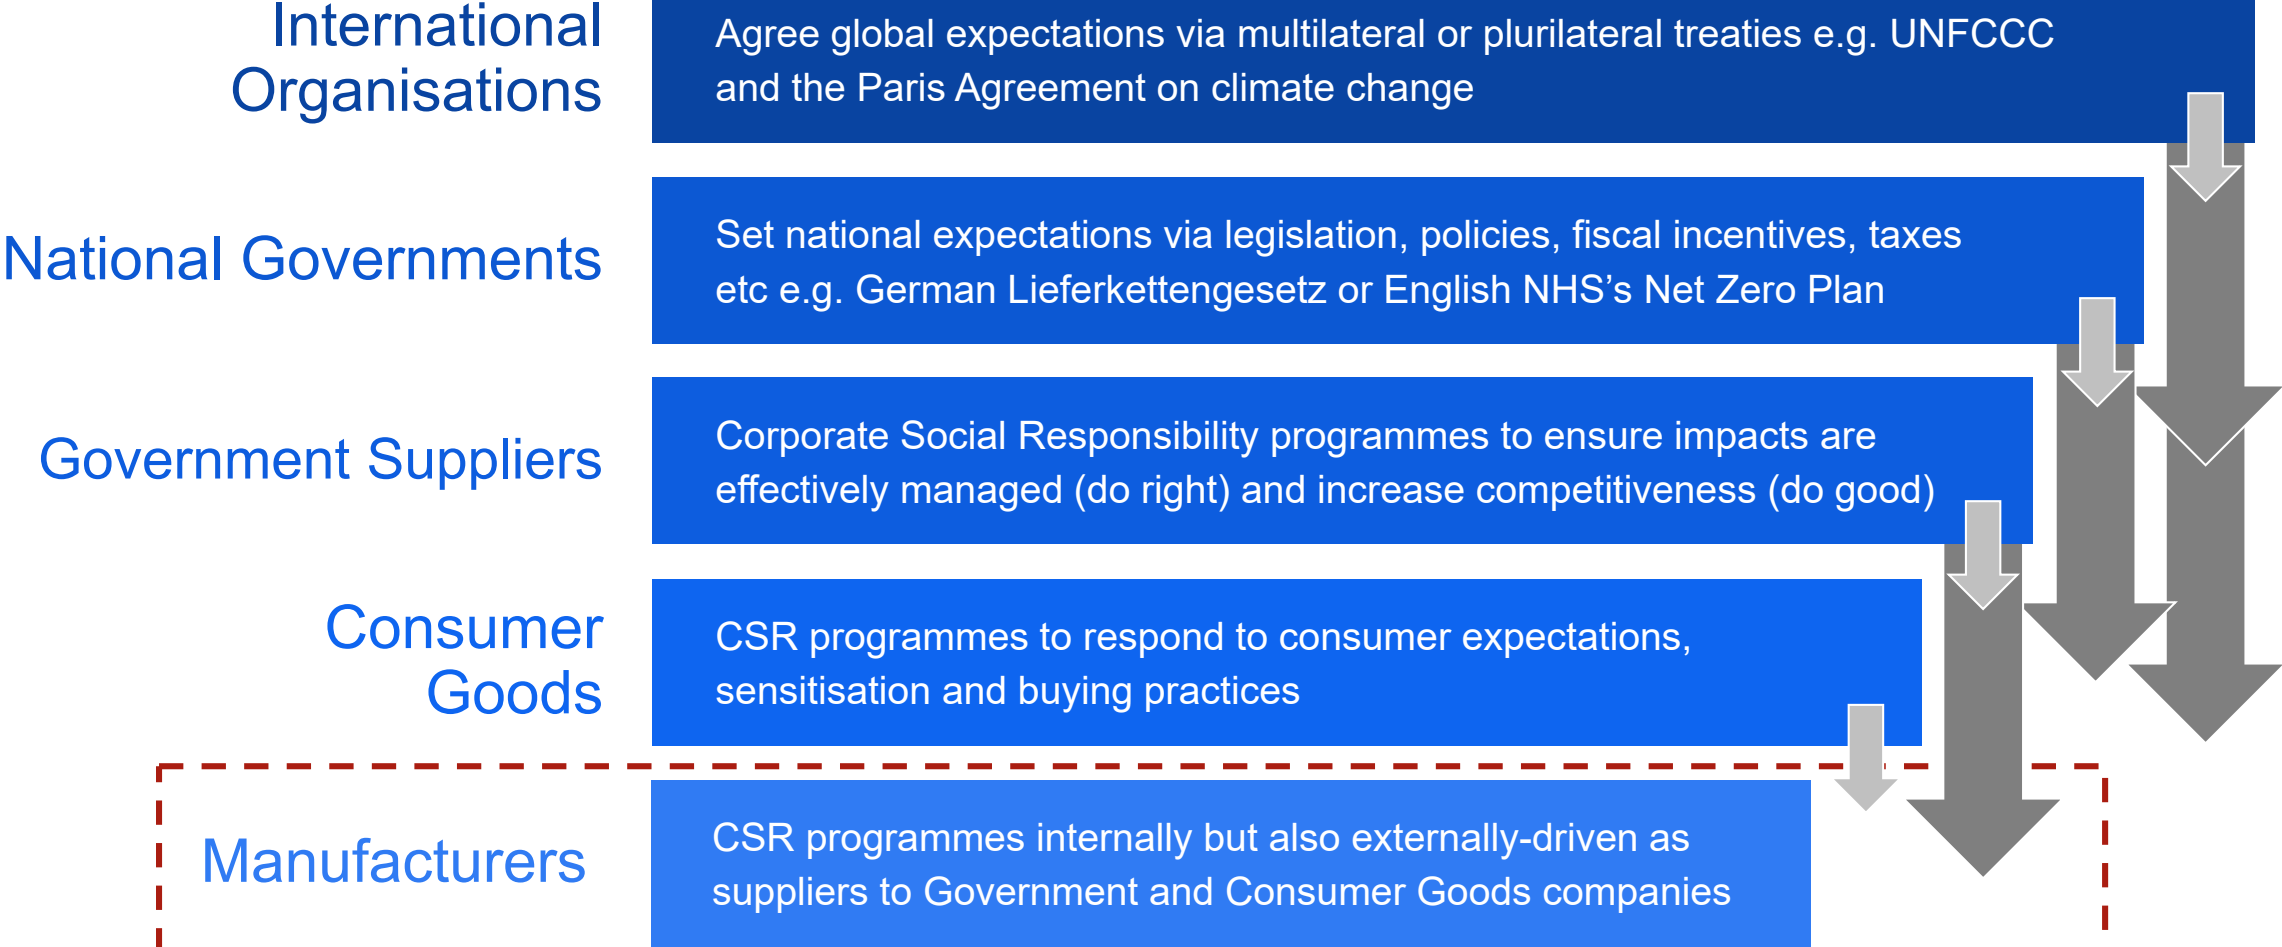 International
Organisations
Agree global expectations via multilateral or plurilateral treaties e.g. UNFCCC
and the Paris Agreement on climate change
National Governments
Set national expectations via legislation, policies, fiscal incentives, taxes
etc e.g. German Lieferkettengesetz or English NHS’s Net Zero Plan
Government Suppliers
Corporate Social Responsibility programmes to ensure impacts are
effectively managed (do right) and increase competitiveness (do good)
Consumer
Goods
CSR programmes to respond to consumer expectations,
sensitisation and buying practices
Manufacturers
CSR programmes internally but also externally-driven as
suppliers to Government and Consumer Goods companies